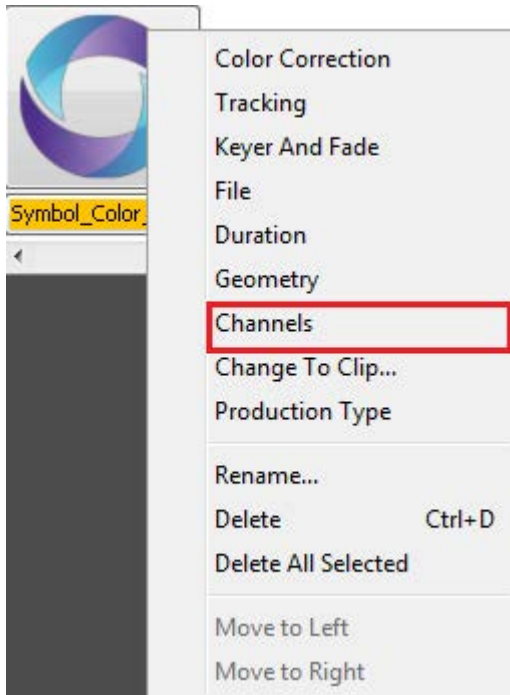 Color Correction
Tracking
Keyer And Fade
File
Symbol_Color_
Duration
Geometry
Channels
Change To Clip...
Production Type
Rename...
Delete Ctrl+D
Delete All Selected
Move to Left
Move to Right